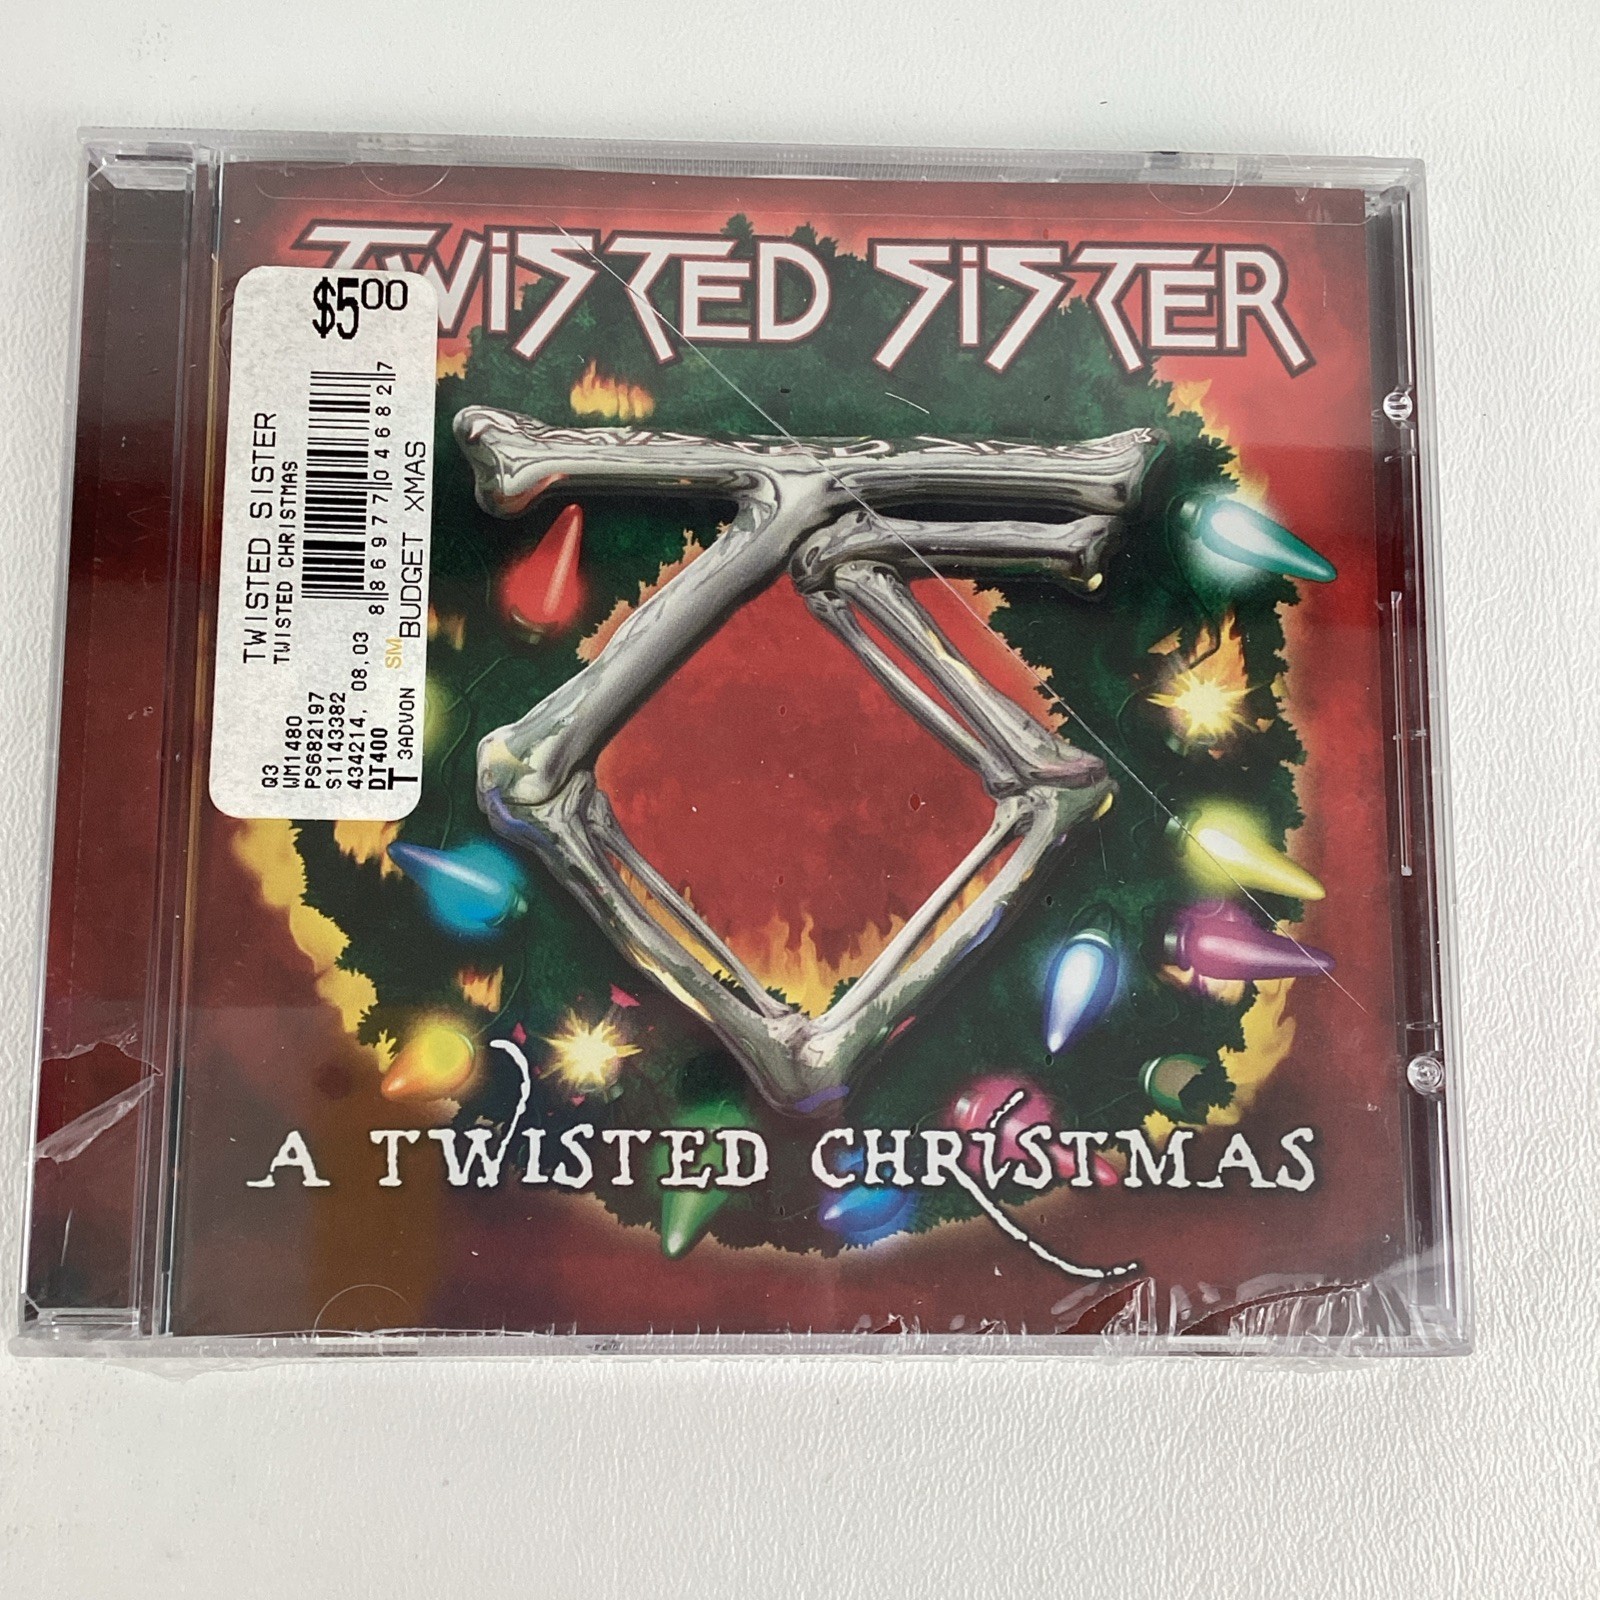 TWISTED SISTER
$5.00
TWISTED SISTER
TWISTED CHRISTMAS
8 86977 04682 7
SM BUDGET XMAS
Q3
WM1480
PS682197
S1143382
434214, 08,03
DT400
T 3ADVON
A TWISTED CHRISTMAS